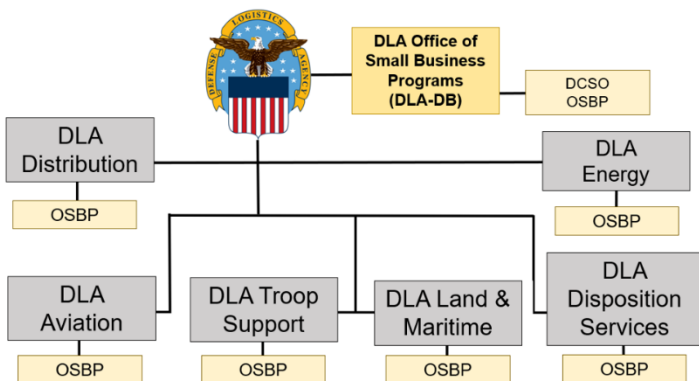 DEFENSE LOGISTICS AGENCY
DLA Office of
Small Business
Programs
(DLA-DB)
DCSO
OSBP
DLA
Distribution
OSBP
DLA
Energy
OSBP
DLA
Aviation
OSBP
DLA Troop
Support
OSBP
DLA Land &
Maritime
OSBP
DLA
Disposition
Services
OSBP